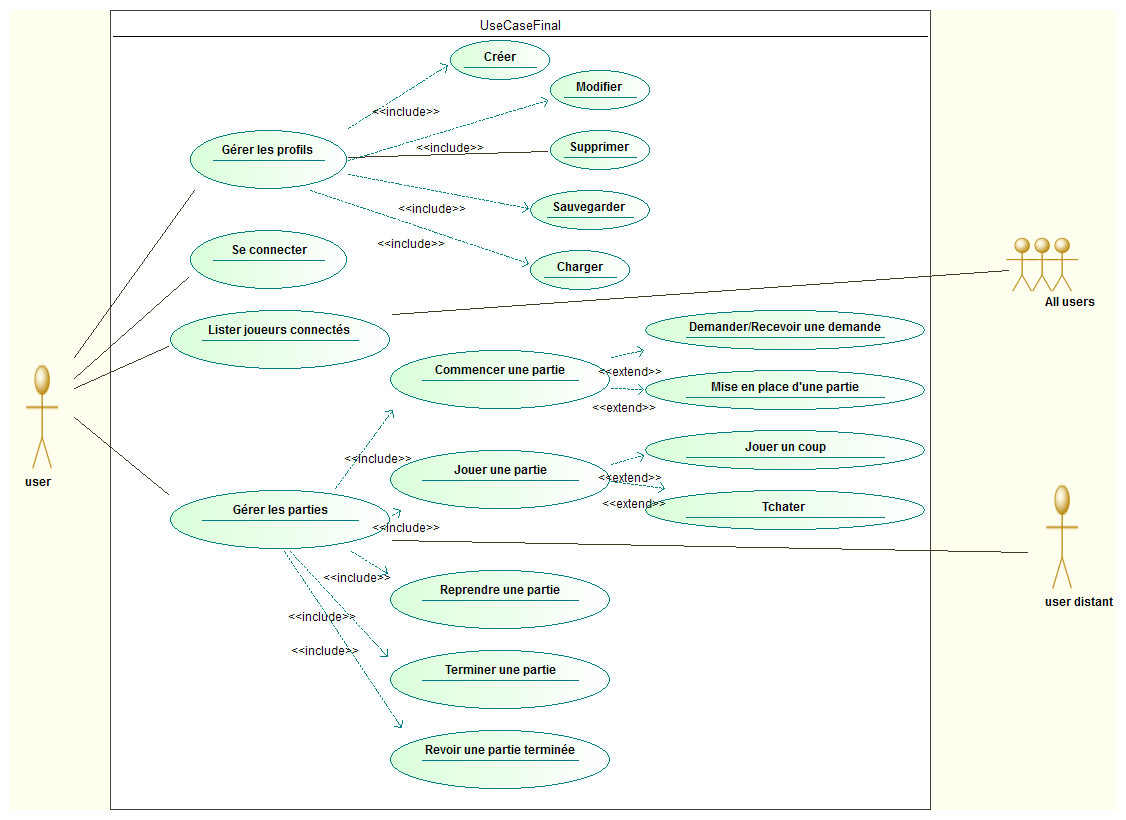 UseCaseFinal
Créer
<<include>>
Modifier
<<include>>
Gérer les profils
Supprimer
<<include>>
Sauvegarder
<<include>>
Charger
Se connecter
All users
Lister joueurs connectés
Demander/Recevoir une demande
<<extend>>
Commencer une partie
Mise en place d'une partie
<<extend>>
Jouer un coup
<<include>>
Jouer une partie
<<extend>>
user
Tchater
<<extend>>
Gérer les parties
<<include>>
<<include>>
Reprendre une partie
user distant
<<include>>
<<include>>
Terminer une partie
Revoir une partie terminée